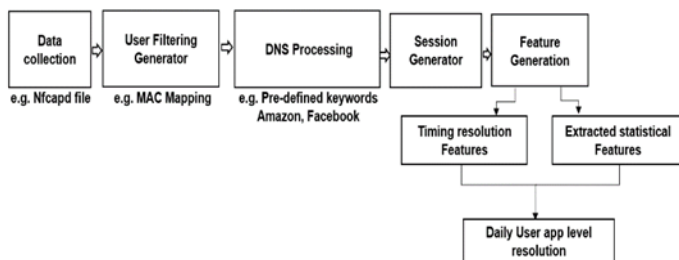 Data
collection
User Filtering
Generator
DNS Processing
Session
Generator
Feature
Generation
e.g. Nfcapd file
e.g. MAC Mapping
e.g. Pre-defined keywords
Amazon, Facebook
Timing resolution
Features
Extracted statistical
Features
Daily User app level
resolution